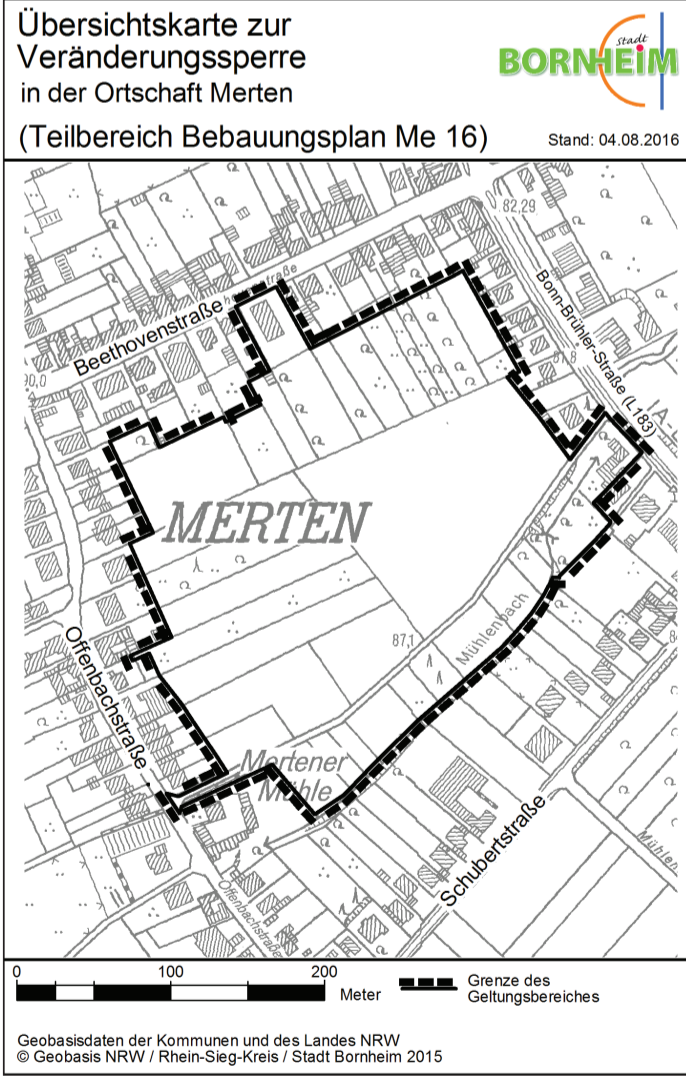 Übersichtskarte zur
Veränderungssperre
in der Ortschaft Merten
(Teilbereich Bebauungsplan Me 16)
Stadt
BORNHEIM
Stand: 04.08.2016
82,29
Beethovenstraße
Bonn-Brühler-Straße (L183)
MERTEN
87,1
Mühlenbach
Offenbachstraße
Mertener
Mühle
Schubertstraße
Offenbachstraße
Mühlen
0 100 200
Meter
Grenze des
Geltungsbereiches
Geobasisdaten der Kommunen und des Landes NRW
© Geobasis NRW / Rhein-Sieg-Kreis / Stadt Bornheim 2015